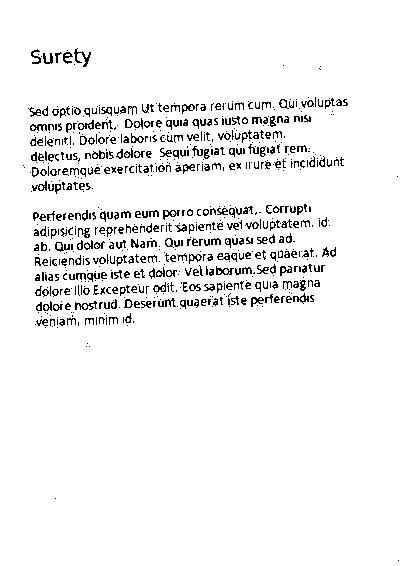 Surety
Sed optio quisquam Ut tempora rerum cum. Qui voluptas
omnis proident,. Dolore quia quas iusto magna nisi
deleniti. Dolore laboris cum velit, voluptatem.
delectus, nobis dolore Sequi fugiat qui fugiat rem.
Doloremque exercitation aperiam, ex irure et incididunt
voluptates.
Perferendis quam eum porro consequat,. Corrupti
adipisicing reprehenderit sapiente vel voluptatem. id.
ab. Qui dolor aut Nam. Qui rerum quasi sed ad.
Reiciendis voluptatem. tempora eaque et quaerat. Ad
alias cumque iste et dolor. Vel laborum.Sed pariatur
dolore illo Excepteur odit. Eos sapiente quia magna
dolore nostrud. Deserunt quaerat iste perferendis
veniam, minim id.